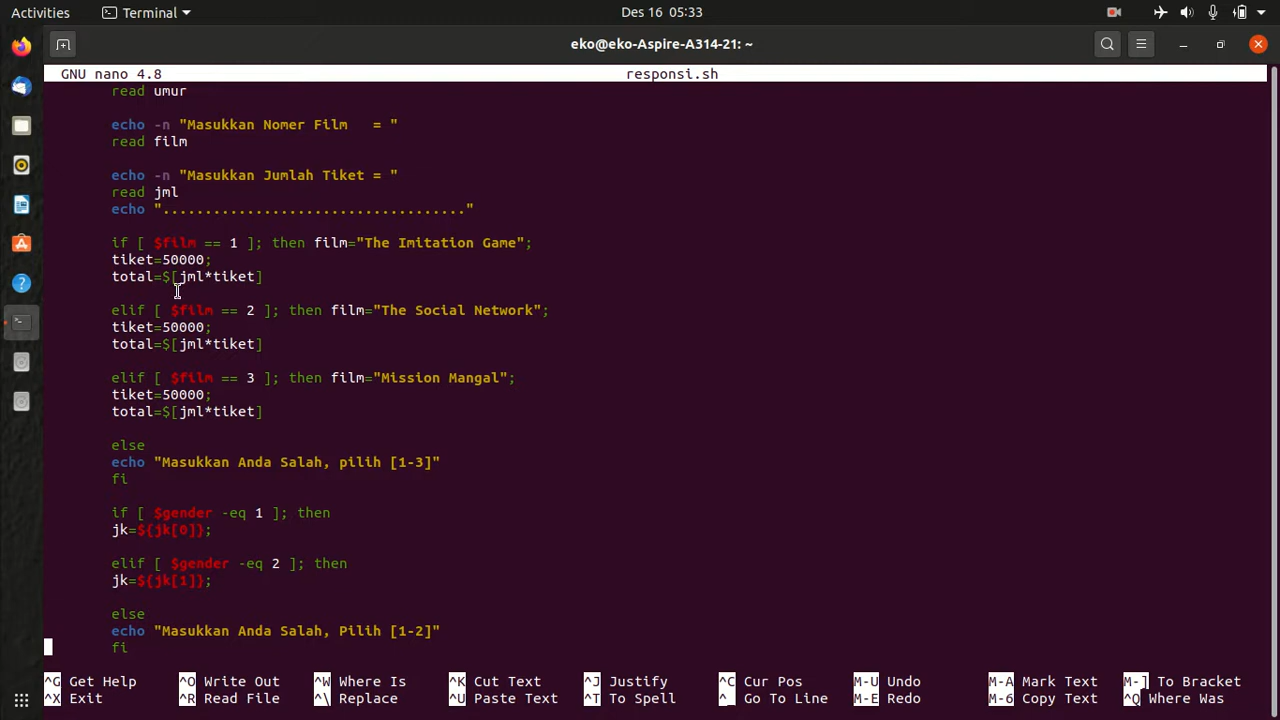 Activities Terminal Des 16 05:33
eko@eko-Aspire-A314-21: ~
GNU nano 4.8 responsi.sh
read umur
echo -n "Masukkan Nomer Film   = "
read film
echo -n "Masukkan Jumlah Tiket = "
read jml
echo "...................................."
if [ $film == 1 ]; then film="The Imitation Game";
tiket=50000;
total=$[jml*tiket]
elif [ $film == 2 ]; then film="The Social Network";
tiket=50000;
total=$[jml*tiket]
elif [ $film == 3 ]; then film="Mission Mangal";
tiket=50000;
total=$[jml*tiket]
else
echo "Masukkan Anda Salah, pilih [1-3]"
fi
if [ $gender -eq 1 ]; then
jk=${jk[0]};
elif [ $gender -eq 2 ]; then
jk=${jk[1]};
else
echo "Masukkan Anda Salah, Pilih [1-2]"
fi
^G Get Help ^O Write Out ^W Where Is ^K Cut Text ^J Justify ^C Cur Pos M-U Undo M-A Mark Text M-] To Bracket
^X Exit ^R Read File ^\ Replace ^U Paste Text ^T To Spell ^_ Go To Line M-E Redo M-6 Copy Text ^Q Where Was